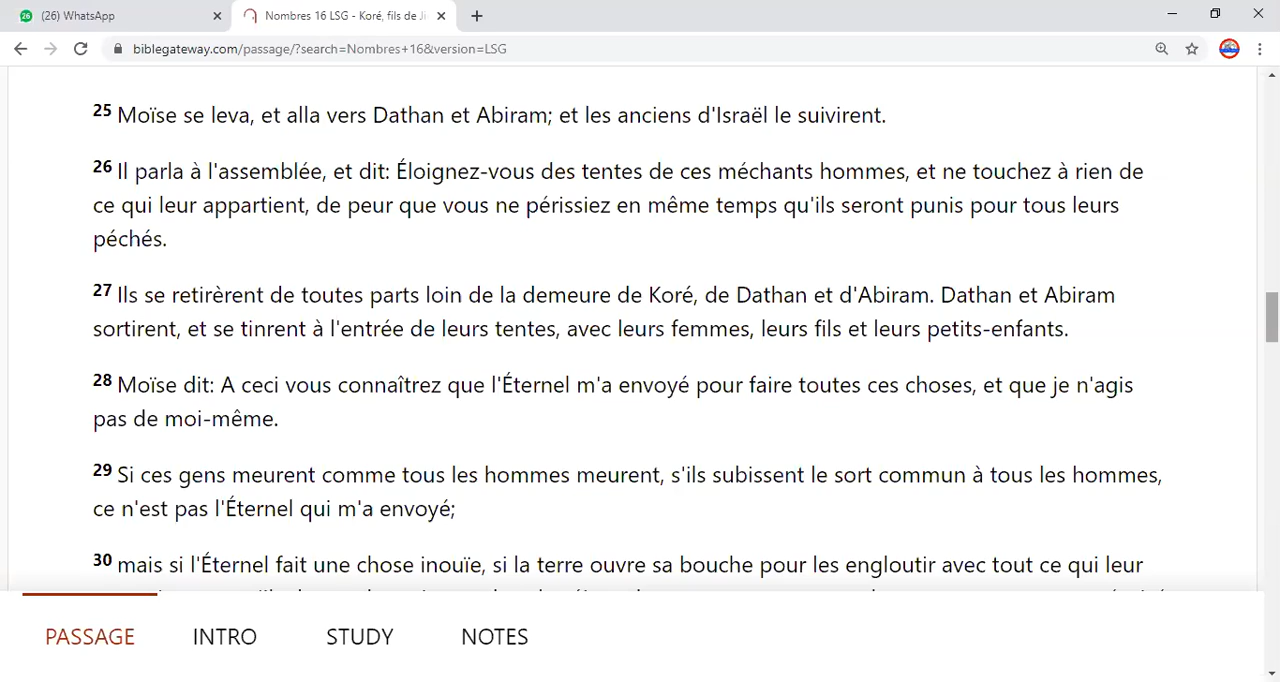 26
(26) WhatsApp
Nombres 16 LSG - Koré, fils de Ji
biblegateway.com/passage/?search=Nombres+16&version=LSG
25 Moïse se leva, et alla vers Dathan et Abiram; et les anciens d'Israël le suivirent.
26 Il parla à l'assemblée, et dit: Éloignez-vous des tentes de ces méchants hommes, et ne touchez à rien de
ce qui leur appartient, de peur que vous ne périssiez en même temps qu'ils seront punis pour tous leurs
péchés.
27 Ils se retirèrent de toutes parts loin de la demeure de Koré, de Dathan et d'Abiram. Dathan et Abiram
sortirent, et se tinrent à l'entrée de leurs tentes, avec leurs femmes, leurs fils et leurs petits-enfants.
28 Moïse dit: A ceci vous connaîtrez que l'Éternel m'a envoyé pour faire toutes ces choses, et que je n'agis
pas de moi-même.
29 Si ces gens meurent comme tous les hommes meurent, s'ils subissent le sort commun à tous les hommes,
ce n'est pas l'Éternel qui m'a envoyé;
30 mais si l'Éternel fait une chose inouïe, si la terre ouvre sa bouche pour les engloutir avec tout ce qui leur
PASSAGE
INTRO
STUDY
NOTES